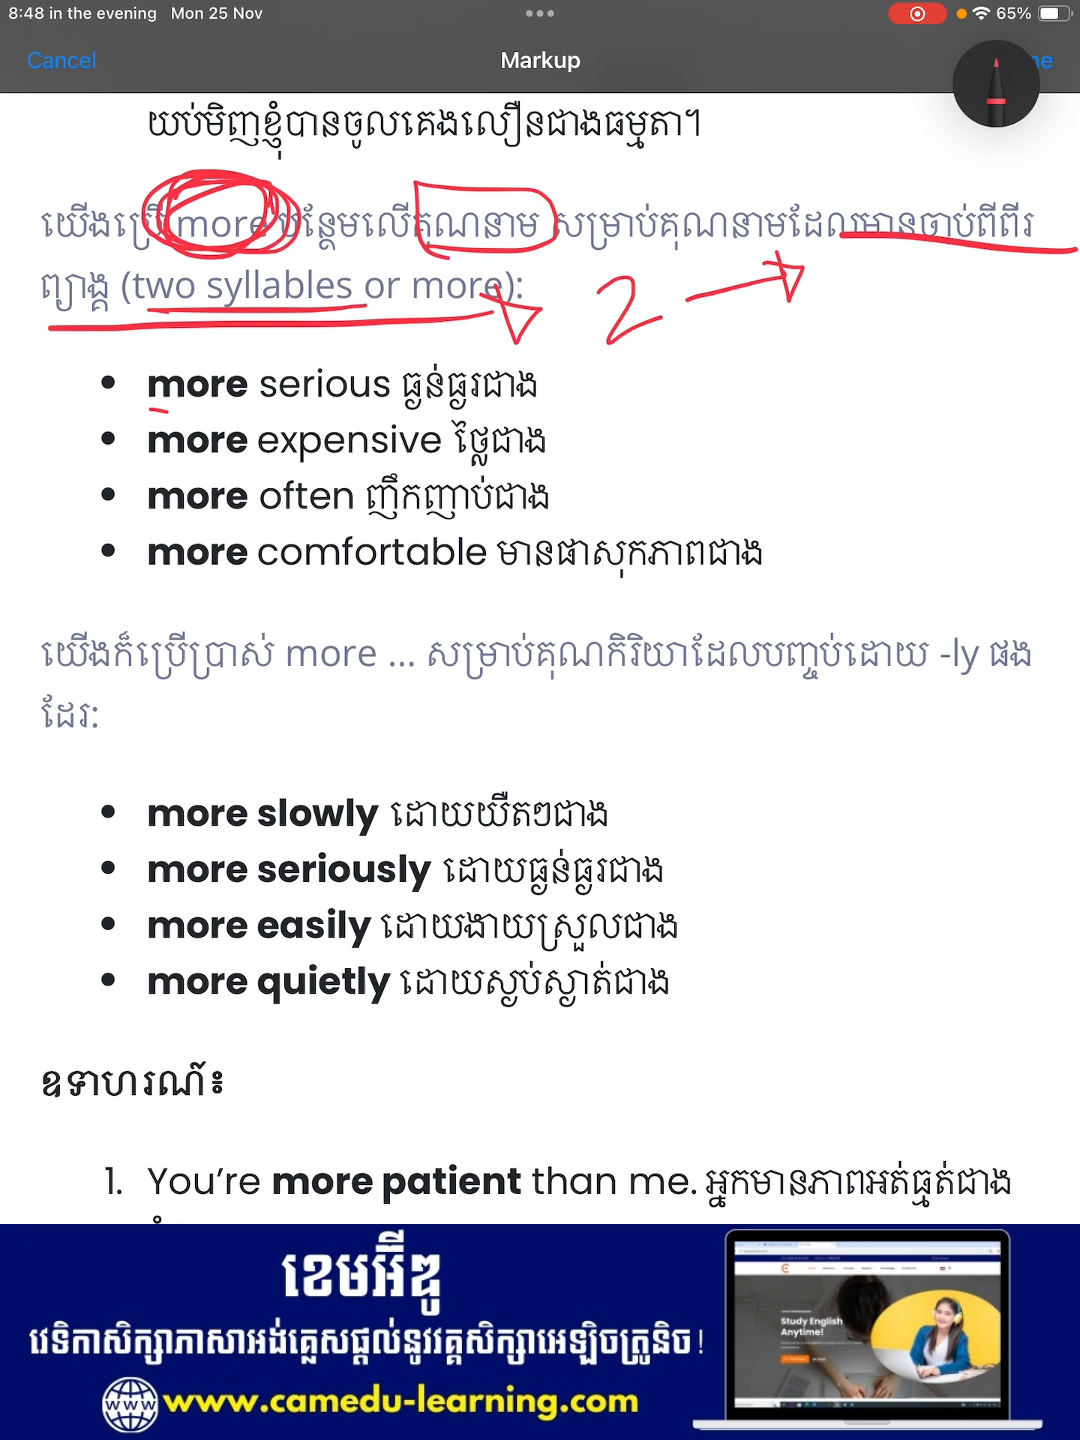 8:48 in the evening Mon 25 Nov 65%
Cancel Markup
យប់មិញខ្ញុំបានចូលគេងលឿនជាងធម្មតា។
យើងប្រើ more បន្ថែមលើគុណនាម សម្រាប់គុណនាមដែលមានចាប់ពីពីរ
ព្យាង្គ (two syllables or more):
2
• more serious ធ្ងន់ធ្ងរជាង
• more expensive ថ្លៃជាង
• more often ញឹកញាប់ជាង
• more comfortable មានផាសុកភាពជាង
យើងក៏ប្រើប្រាស់ more ... សម្រាប់គុណកិរិយាដែលបញ្ចប់ដោយ -ly ផង
ដែរ:
• more slowly ដោយយឺតៗជាង
• more seriously ដោយធ្ងន់ធ្ងរជាង
• more easily ដោយងាយស្រួលជាង
• more quietly ដោយស្ងប់ស្ងាត់ជាង
ឧទាហរណ៍៖
1. You’re more patient than me. អ្នកមានភាពអត់ធ្មត់ជាង
ខេមអ៊ីឌូ
វេទិកាសិក្សាភាសាអង់គ្លេសផ្តល់នូវវគ្គសិក្សាអេឡិចត្រូនិច!
www.camedu-learning.com
Study English
Anytime!